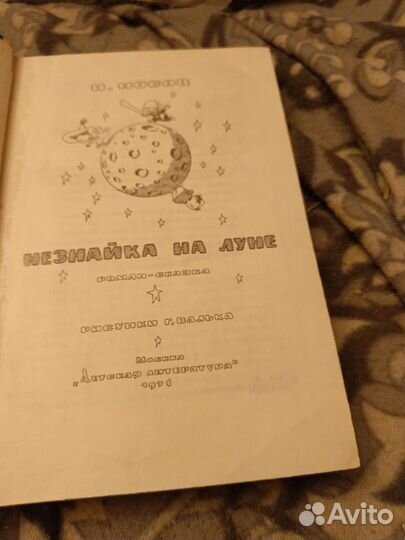 Н. НОСОВ
НЕЗНАЙКА НА ЛУНЕ
РОМАН-СКАЗКА
РИСУНКИ Г. ВАЛЬКА
МОСКВА
„ДЕТСКАЯ ЛИТЕРАТУРА"
1976
Avito